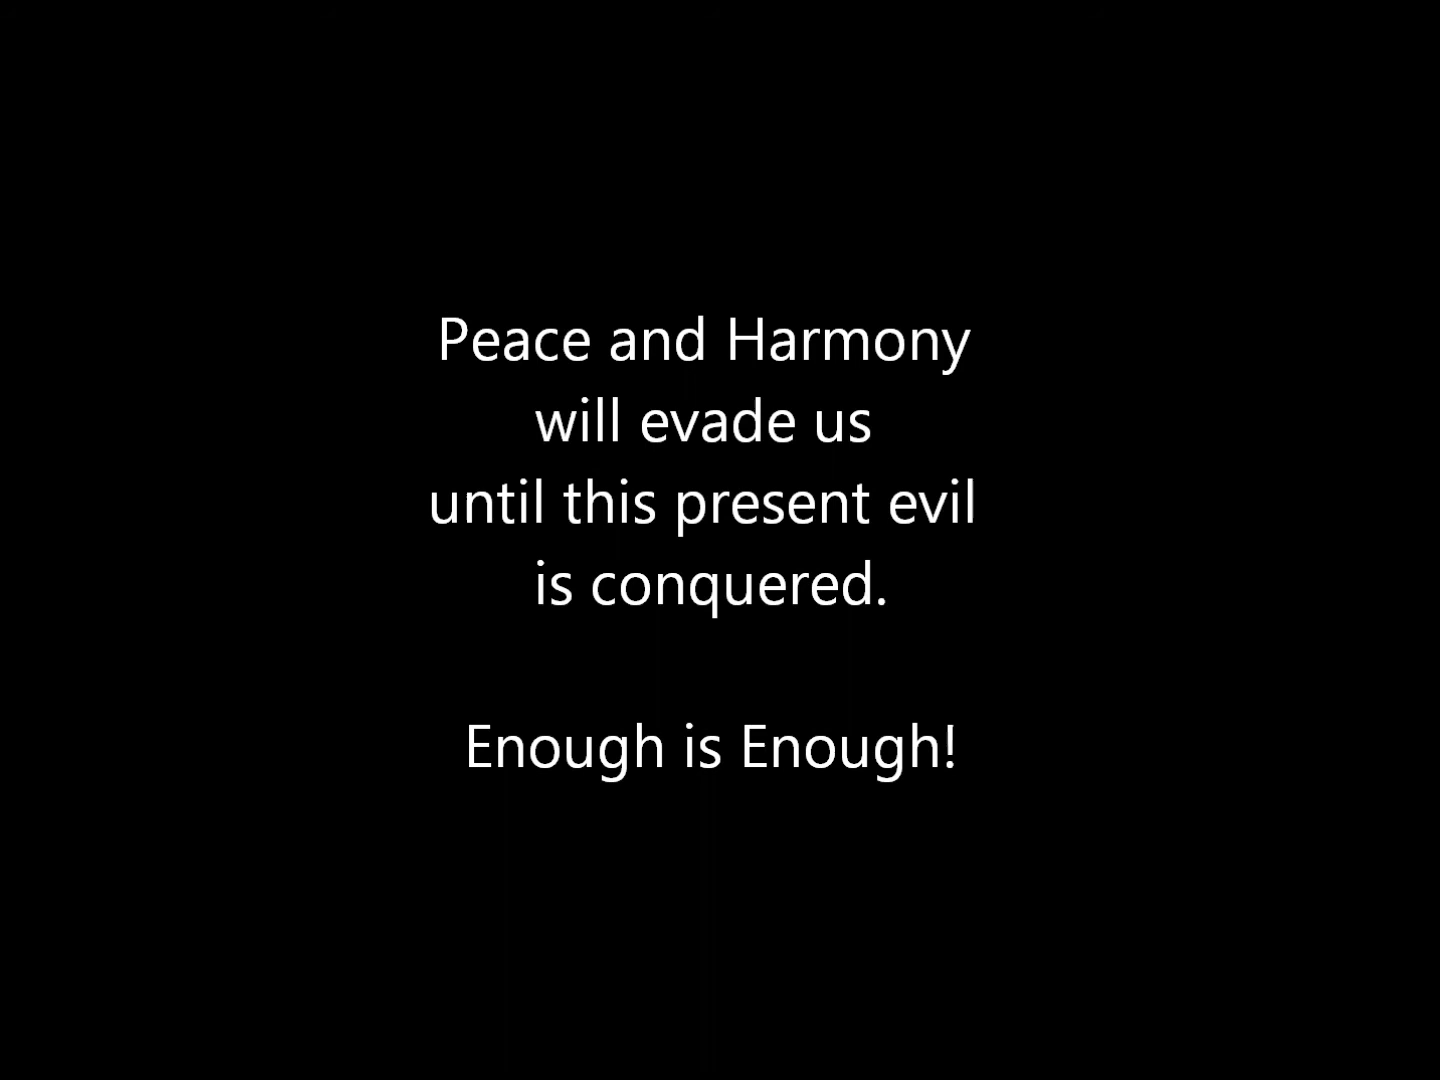 Peace and Harmony
will evade us
until this present evil
is conquered.
Enough is Enough!